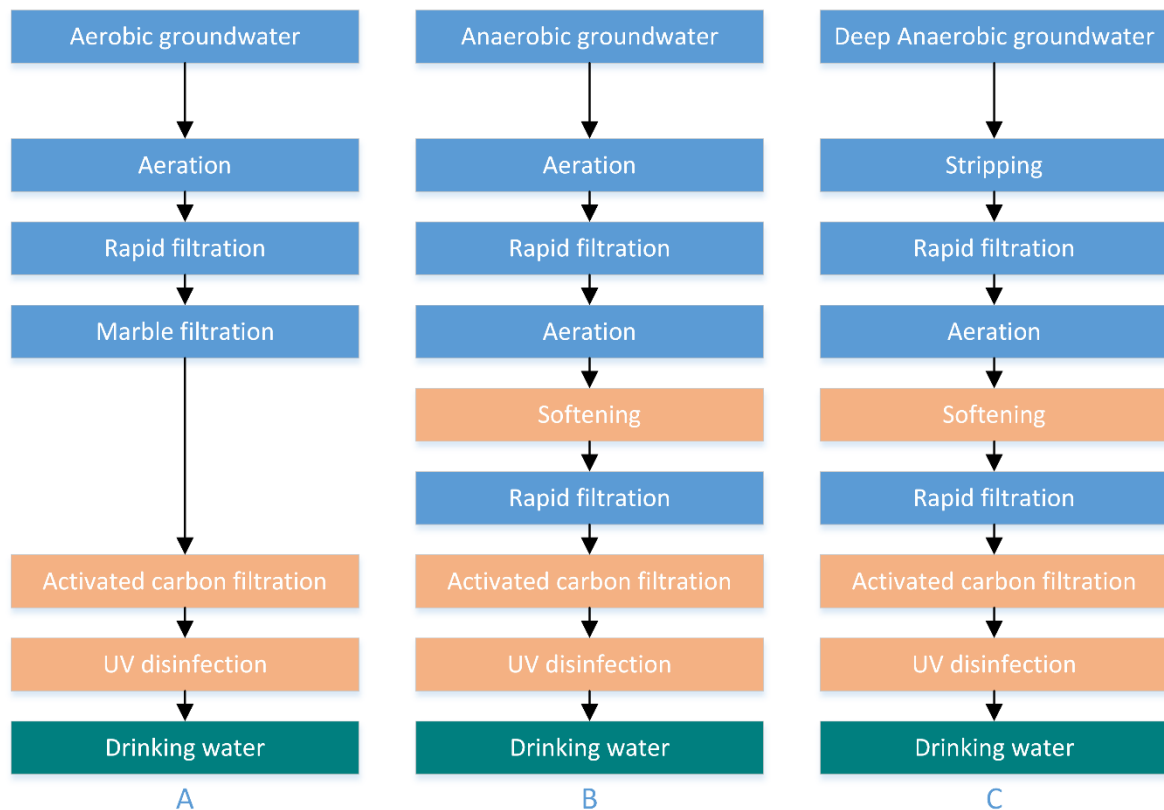 Aerobic groundwater
Aeration
Rapid filtration
Marble filtration
Activated carbon filtration
UV disinfection
Drinking water
A
Anaerobic groundwater
Aeration
Rapid filtration
Aeration
Softening
Rapid filtration
Activated carbon filtration
UV disinfection
Drinking water
B
Deep Anaerobic groundwater
Stripping
Rapid filtration
Aeration
Softening
Rapid filtration
Activated carbon filtration
UV disinfection
Drinking water
C